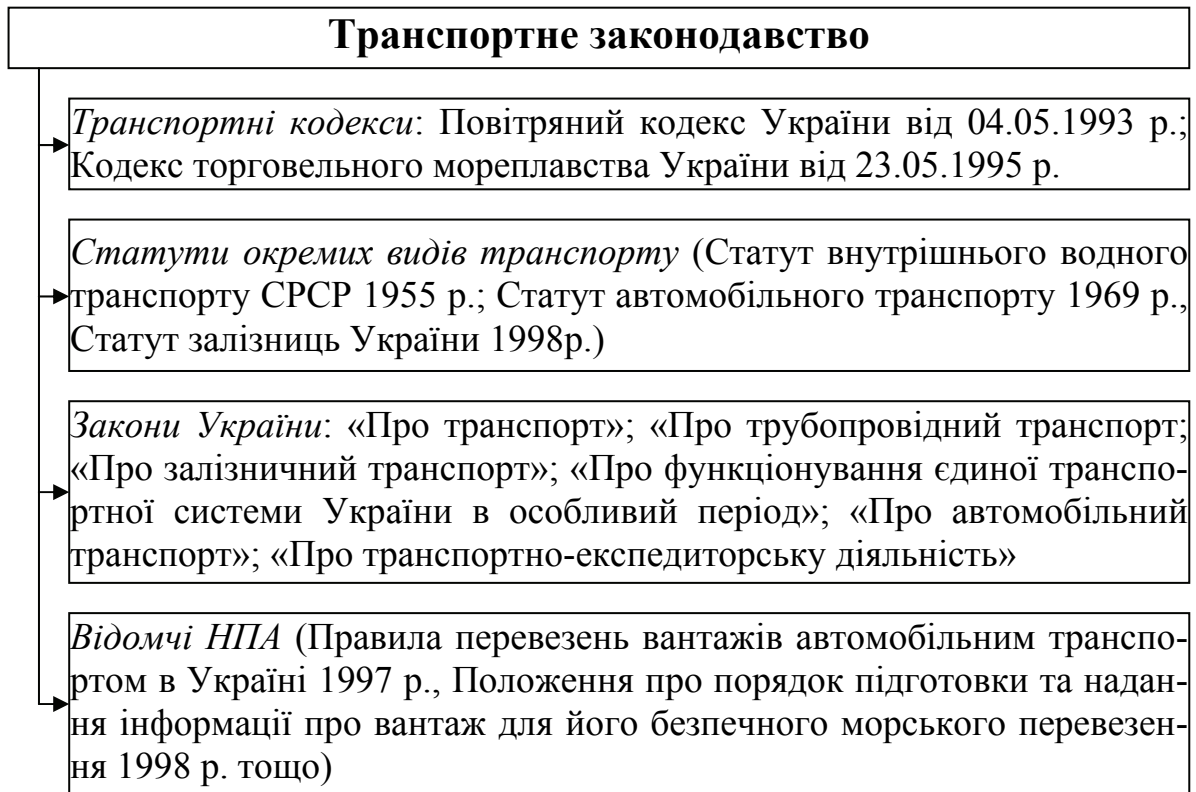 Транспортне законодавство
Транспортні кодекси: Повітряний кодекс України від 04.05.1993 р.;
Кодекс торговельного мореплавства України від 23.05.1995 р.
Статути окремих видів транспорту (Статут внутрішнього водного
транспорту СРСР 1955 р.; Статут автомобільного транспорту 1969 р.,
Статут залізниць України 1998р.)
Закони України: «Про транспорт»; «Про трубопровідний транспорт;
«Про залізничний транспорт»; «Про функціонування єдиної транспо-
ртної системи України в особливий період»; «Про автомобільний
транспорт»; «Про транспортно-експедиторську діяльність»
Відомчі НПА (Правила перевезень вантажів автомобільним транспо-
ртом в Україні 1997 р., Положення про порядок підготовки та надан-
ня інформації про вантаж для його безпечного морського перевезен-
ня 1998 р. тощо)